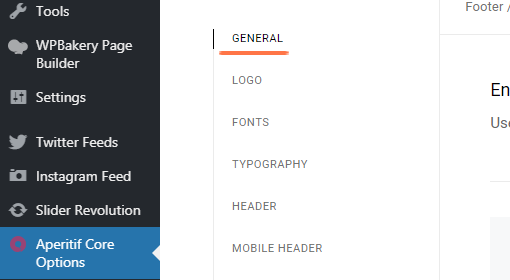 Tools
WPBakery Page
Builder
Settings
Twitter Feeds
Instagram Feed
Slider Revolution
Aperitif Core
Options
GENERAL
LOGO
FONTS
TYPOGRAPHY
HEADER
MOBILE HEADER
Footer /
En
Use